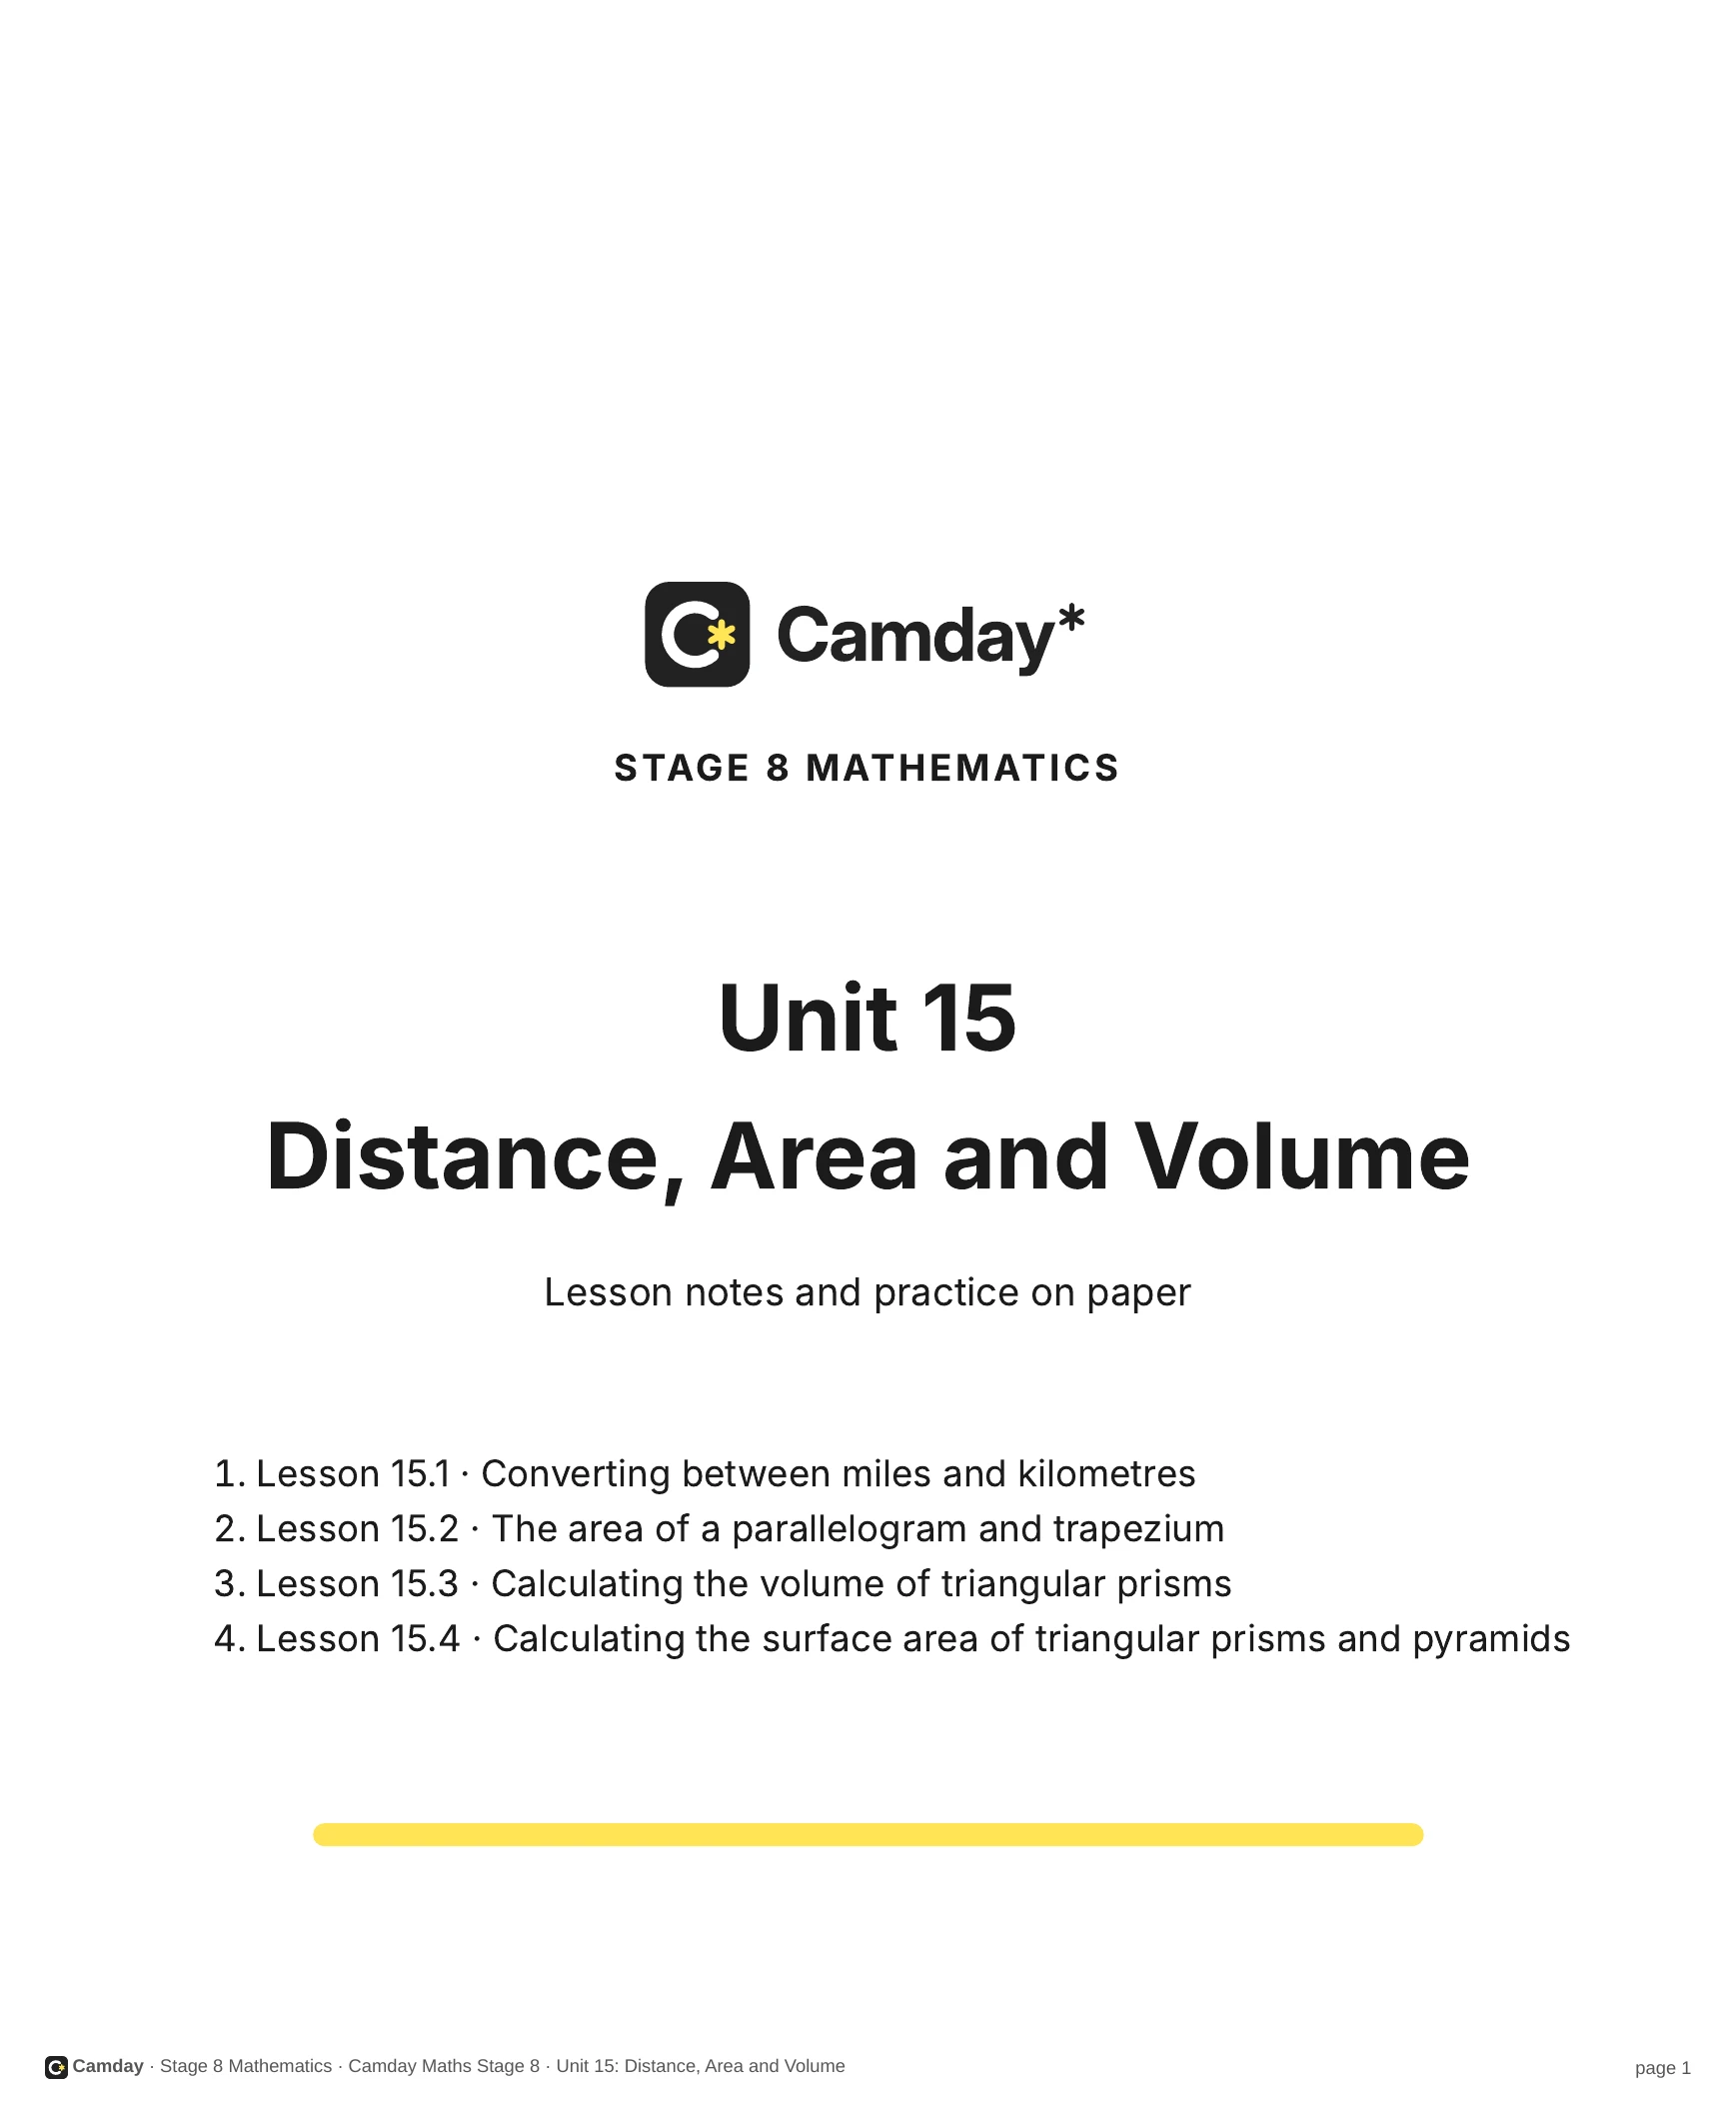 Camday*
STAGE 8 MATHEMATICS
Unit 15
Distance, Area and Volume
Lesson notes and practice on paper
1. Lesson 15.1 · Converting between miles and kilometres
2. Lesson 15.2 · The area of a parallelogram and trapezium
3. Lesson 15.3 · Calculating the volume of triangular prisms
4. Lesson 15.4 · Calculating the surface area of triangular prisms and pyramids
Camday · Stage 8 Mathematics · Camday Maths Stage 8 · Unit 15: Distance, Area and Volume
page 1